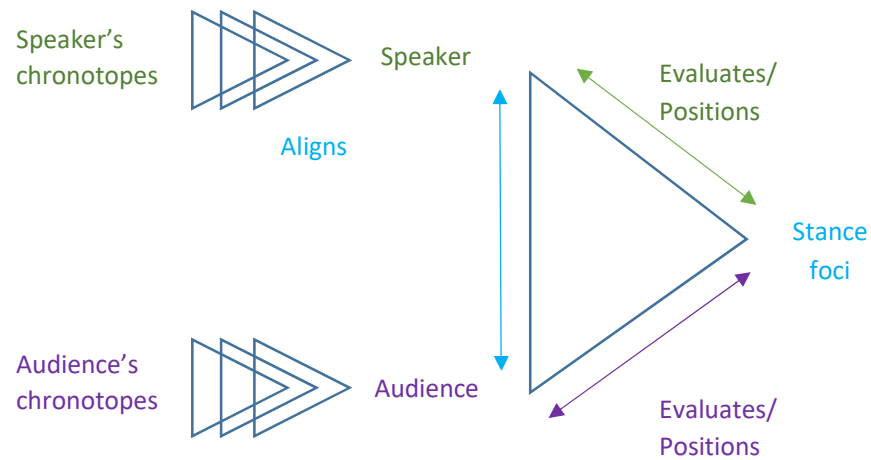 Speaker's
chronotopes
Speaker
Evaluates/
Positions
Aligns
Stance
foci
Audience's
chronotopes
Audience
Evaluates/
Positions